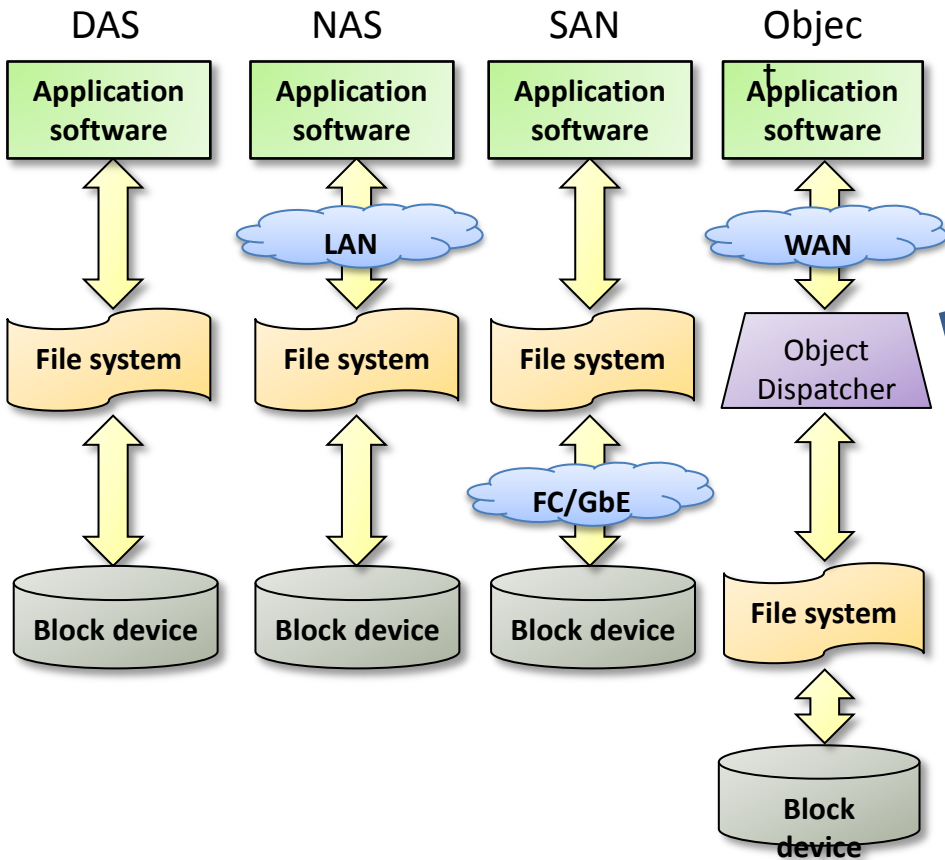 DAS
Application
software
File system
Block device
NAS
Application
software
LAN
File system
Block device
SAN
Application
software
File system
FC/GbE
Block device
Objec
t
Application
software
WAN
Object
Dispatcher
File system
Block
device